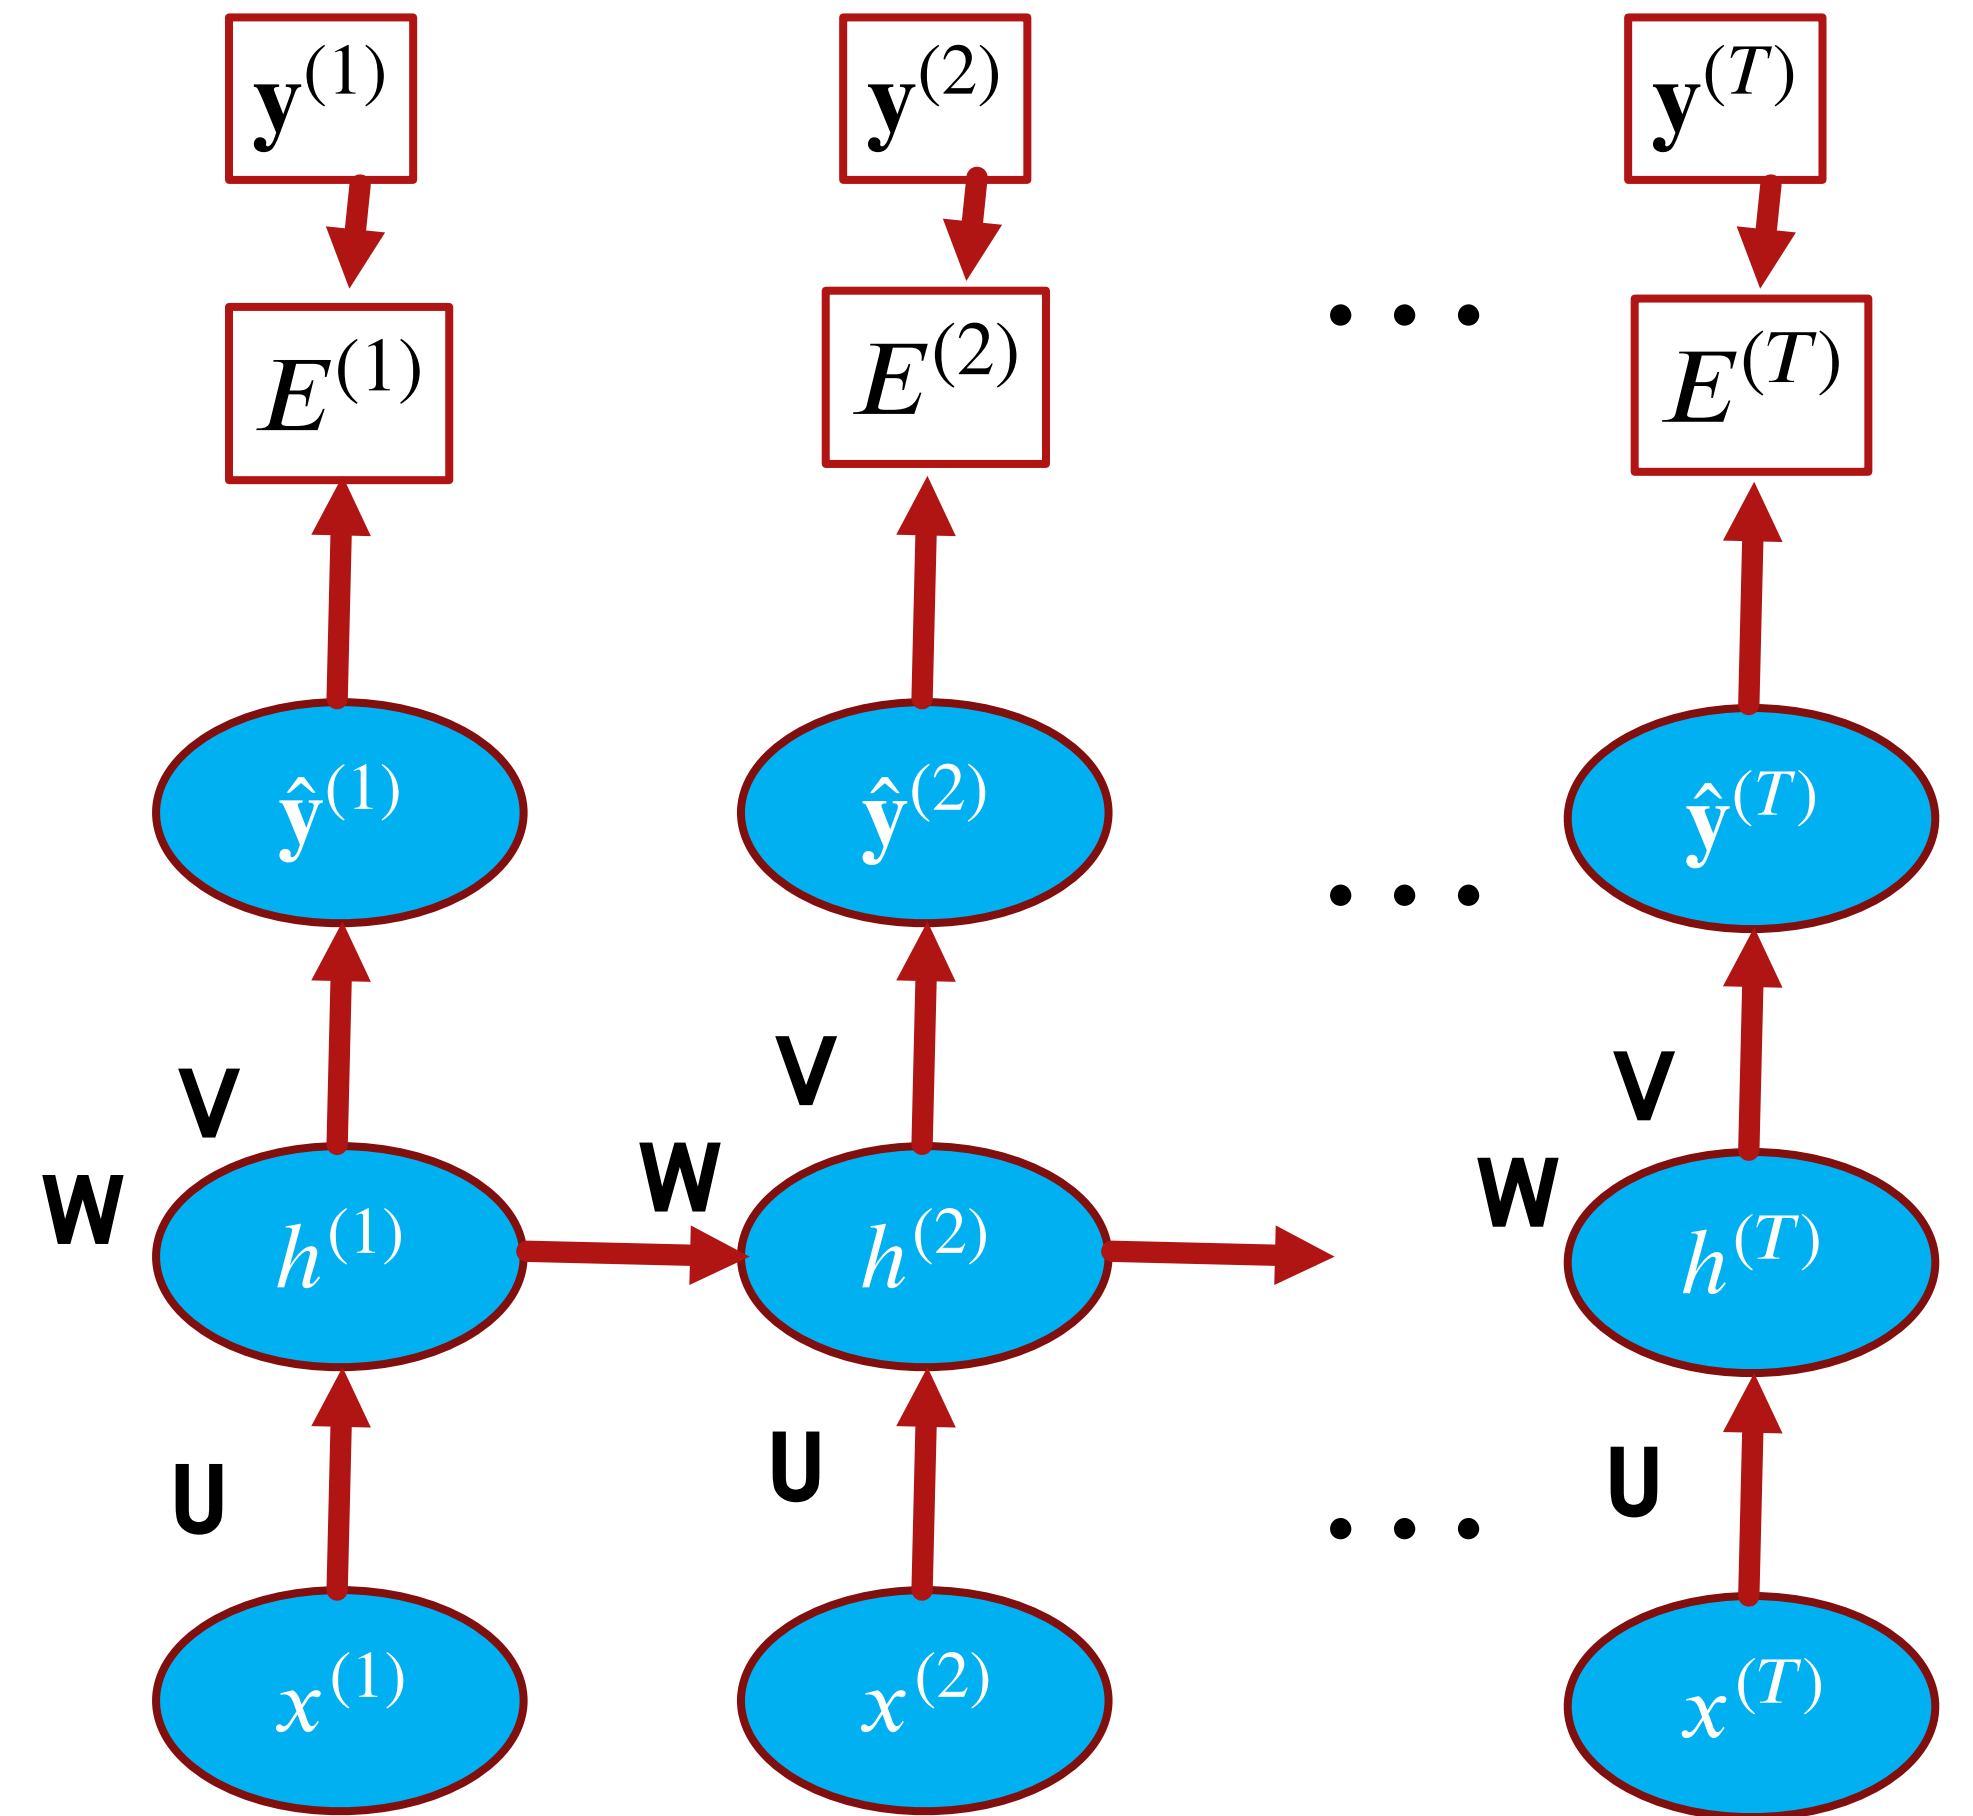 y^(1) y^(2) y^(T)
E^(1) E^(2) . . . E^(T)
ŷ^(1) ŷ^(2) . . . ŷ^(T)
V V V
W W W
h^(1) h^(2) h^(T)
U U . . . U
x^(1) x^(2) x^(T)